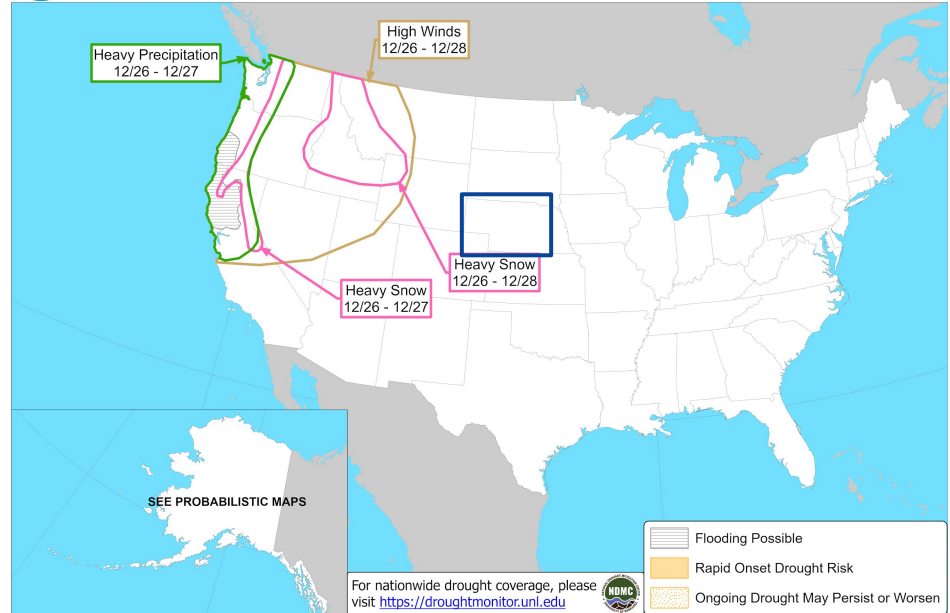 High Winds
12/26 - 12/28
Heavy Precipitation
12/26 - 12/27
Heavy Snow
12/26 - 12/28
Heavy Snow
12/26 - 12/27
SEE PROBABILISTIC MAPS
For nationwide drought coverage, please
visit https://droughtmonitor.unl.edu
NDMC
Flooding Possible
Rapid Onset Drought Risk
Ongoing Drought May Persist or Worsen